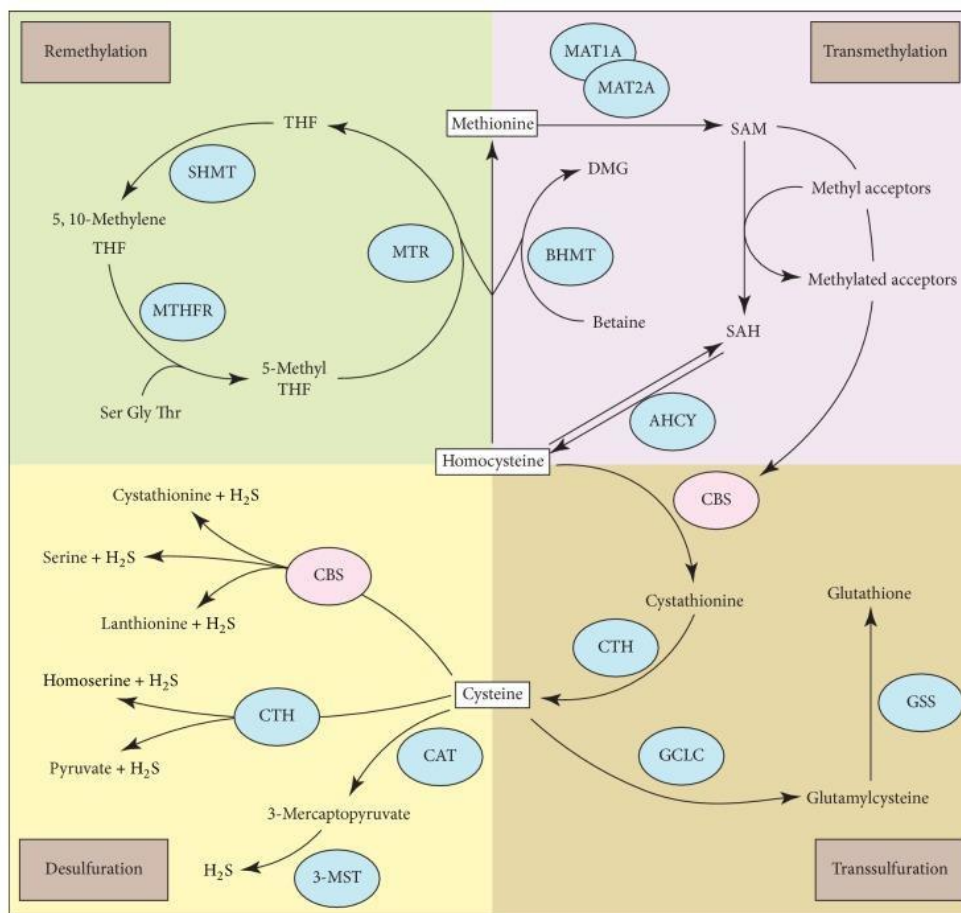 Remethylation
THF
SHMT
5, 10-Methylene
THF
MTHFR
Ser Gly Thr
5-Methyl
THF
MTR
Transmethylation
MAT1A
MAT2A
Methionine
SAM
DMG
BHMT
Betaine
Methyl acceptors
Methylated acceptors
SAH
AHCY
Homocysteine
Cystathionine + H₂S
Serine + H₂S
Lanthionine + H₂S
CBS
Homoserine + H₂S
Pyruvate + H₂S
CTH
Cysteine
CAT
3-Mercaptopyruvate
H₂S
3-MST
Desulfuration
CBS
Cystathionine
CTH
Glutathione
GSS
GCLC
Glutamylcysteine
Transsulfuration